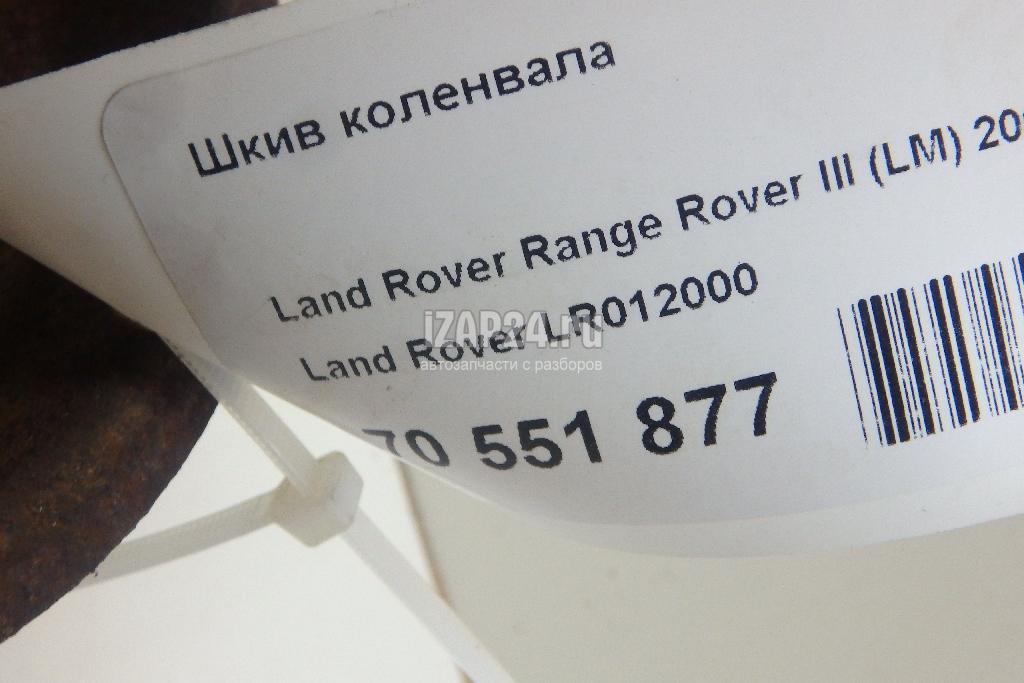 Шкив коленвала
Land Rover Range Rover III (LM) 20
Land Rover LR012000
iZAP24.ru
автозапчасти с разборов
70 551 877